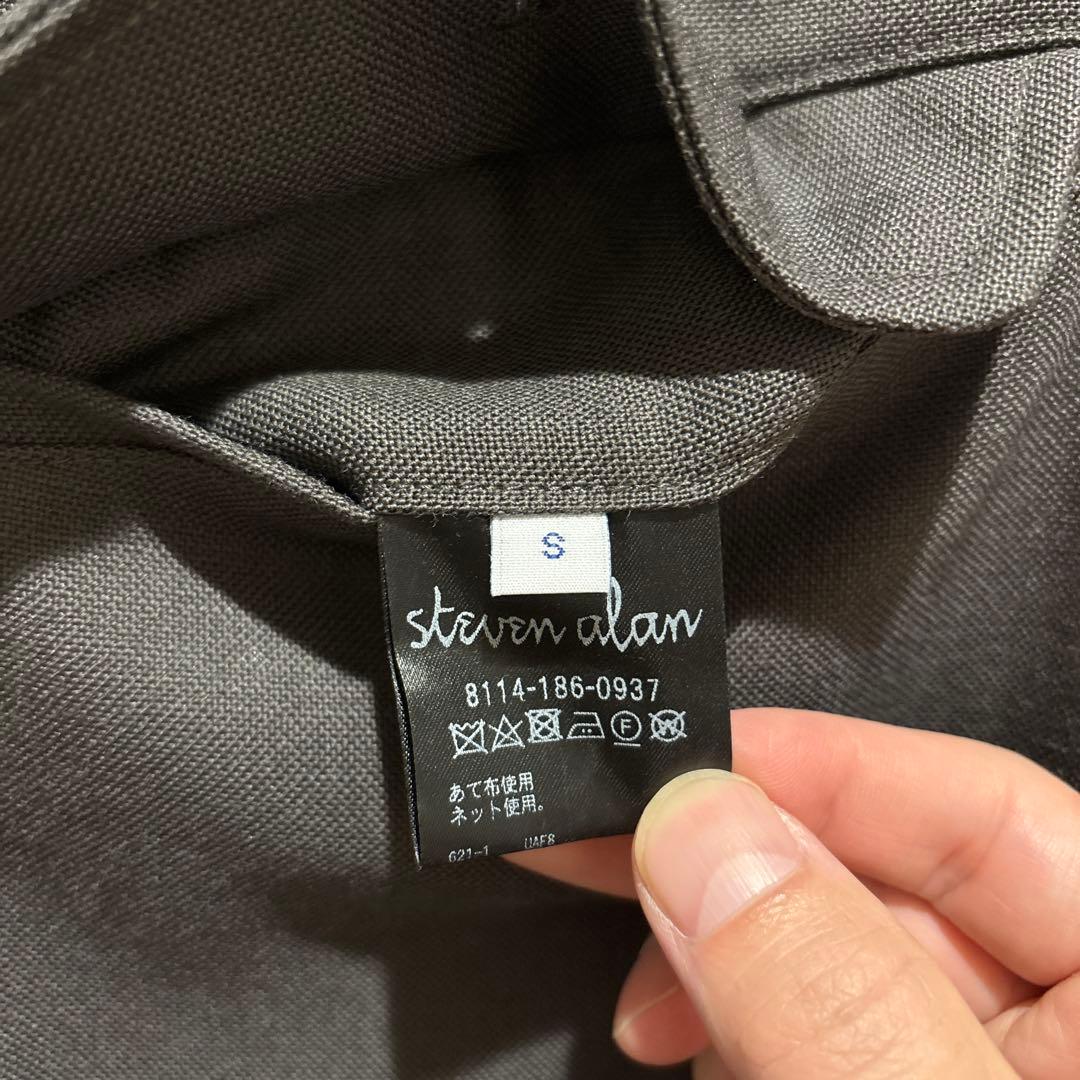 S
steven alan
8114-186-0937
F W
あて布使用
ネット使用。
621-1 UAF8